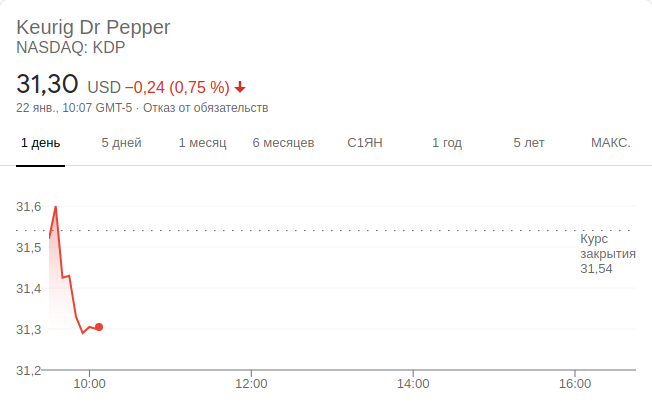 Keurig Dr Pepper
NASDAQ: KDP
31,30 USD −0,24 (0,75 %)
22 янв., 10:07 GMT-5 · Отказ от обязательств
1 день 5 дней 1 месяц 6 месяцев С1ЯН 1 год 5 лет МАКС.
31,6
Курс
закрытия
31,54
31,5
31,4
31,3
31,2
10:00 12:00 14:00 16:00